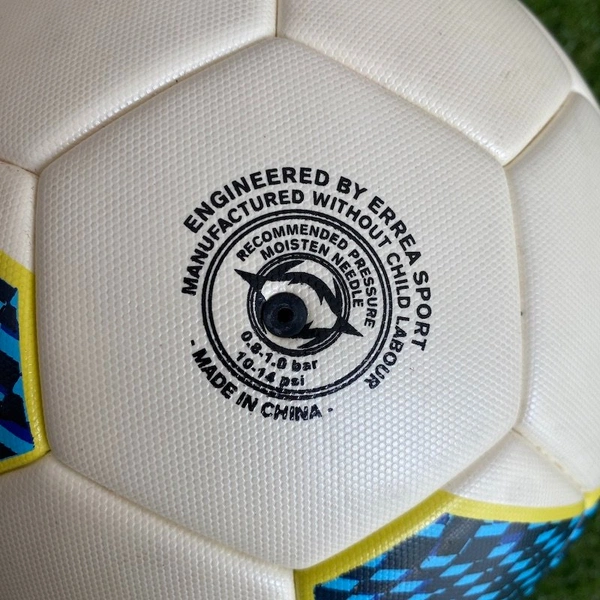 ENGINEERED BY ERREA SPORT
MANUFACTURED WITHOUT CHILD LABOUR
RECOMMENDED PRESSURE
MOISTEN NEEDLE
0.8-1.0 bar
10-14 psi
- MADE IN CHINA -